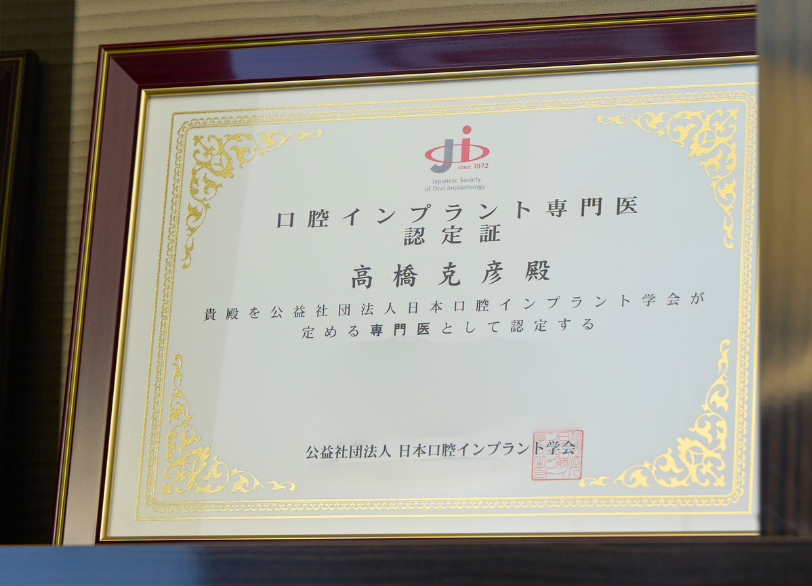 ji
since 1972
Japanese Society
of Oral Implantology
口腔インプラント専門医
認定証
高橋克彦殿
貴殿を公益社団法人日本口腔インプラント学会が
定める専門医として認定する
公益社団法人 日本口腔インプラント学会